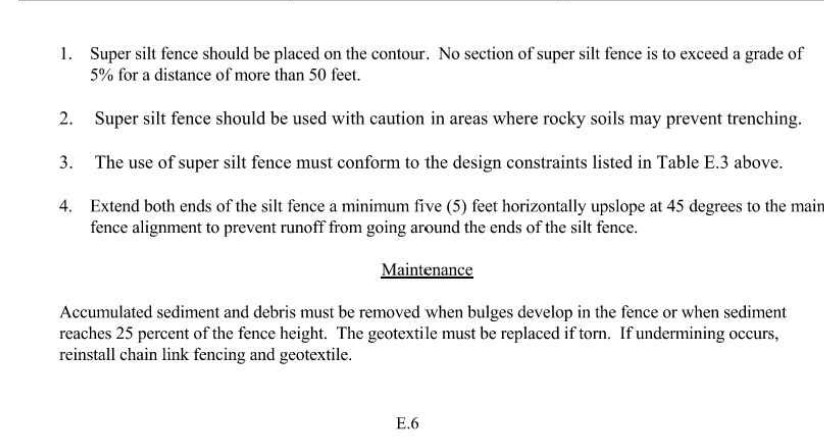 1. Super silt fence should be placed on the contour. No section of super silt fence is to exceed a grade of
5% for a distance of more than 50 feet.
2. Super silt fence should be used with caution in areas where rocky soils may prevent trenching.
3. The use of super silt fence must conform to the design constraints listed in Table E.3 above.
4. Extend both ends of the silt fence a minimum five (5) feet horizontally upslope at 45 degrees to the main
fence alignment to prevent runoff from going around the ends of the silt fence.
Maintenance
Accumulated sediment and debris must be removed when bulges develop in the fence or when sediment
reaches 25 percent of the fence height. The geotextile must be replaced if torn. If undermining occurs,
reinstall chain link fencing and geotextile.
E.6